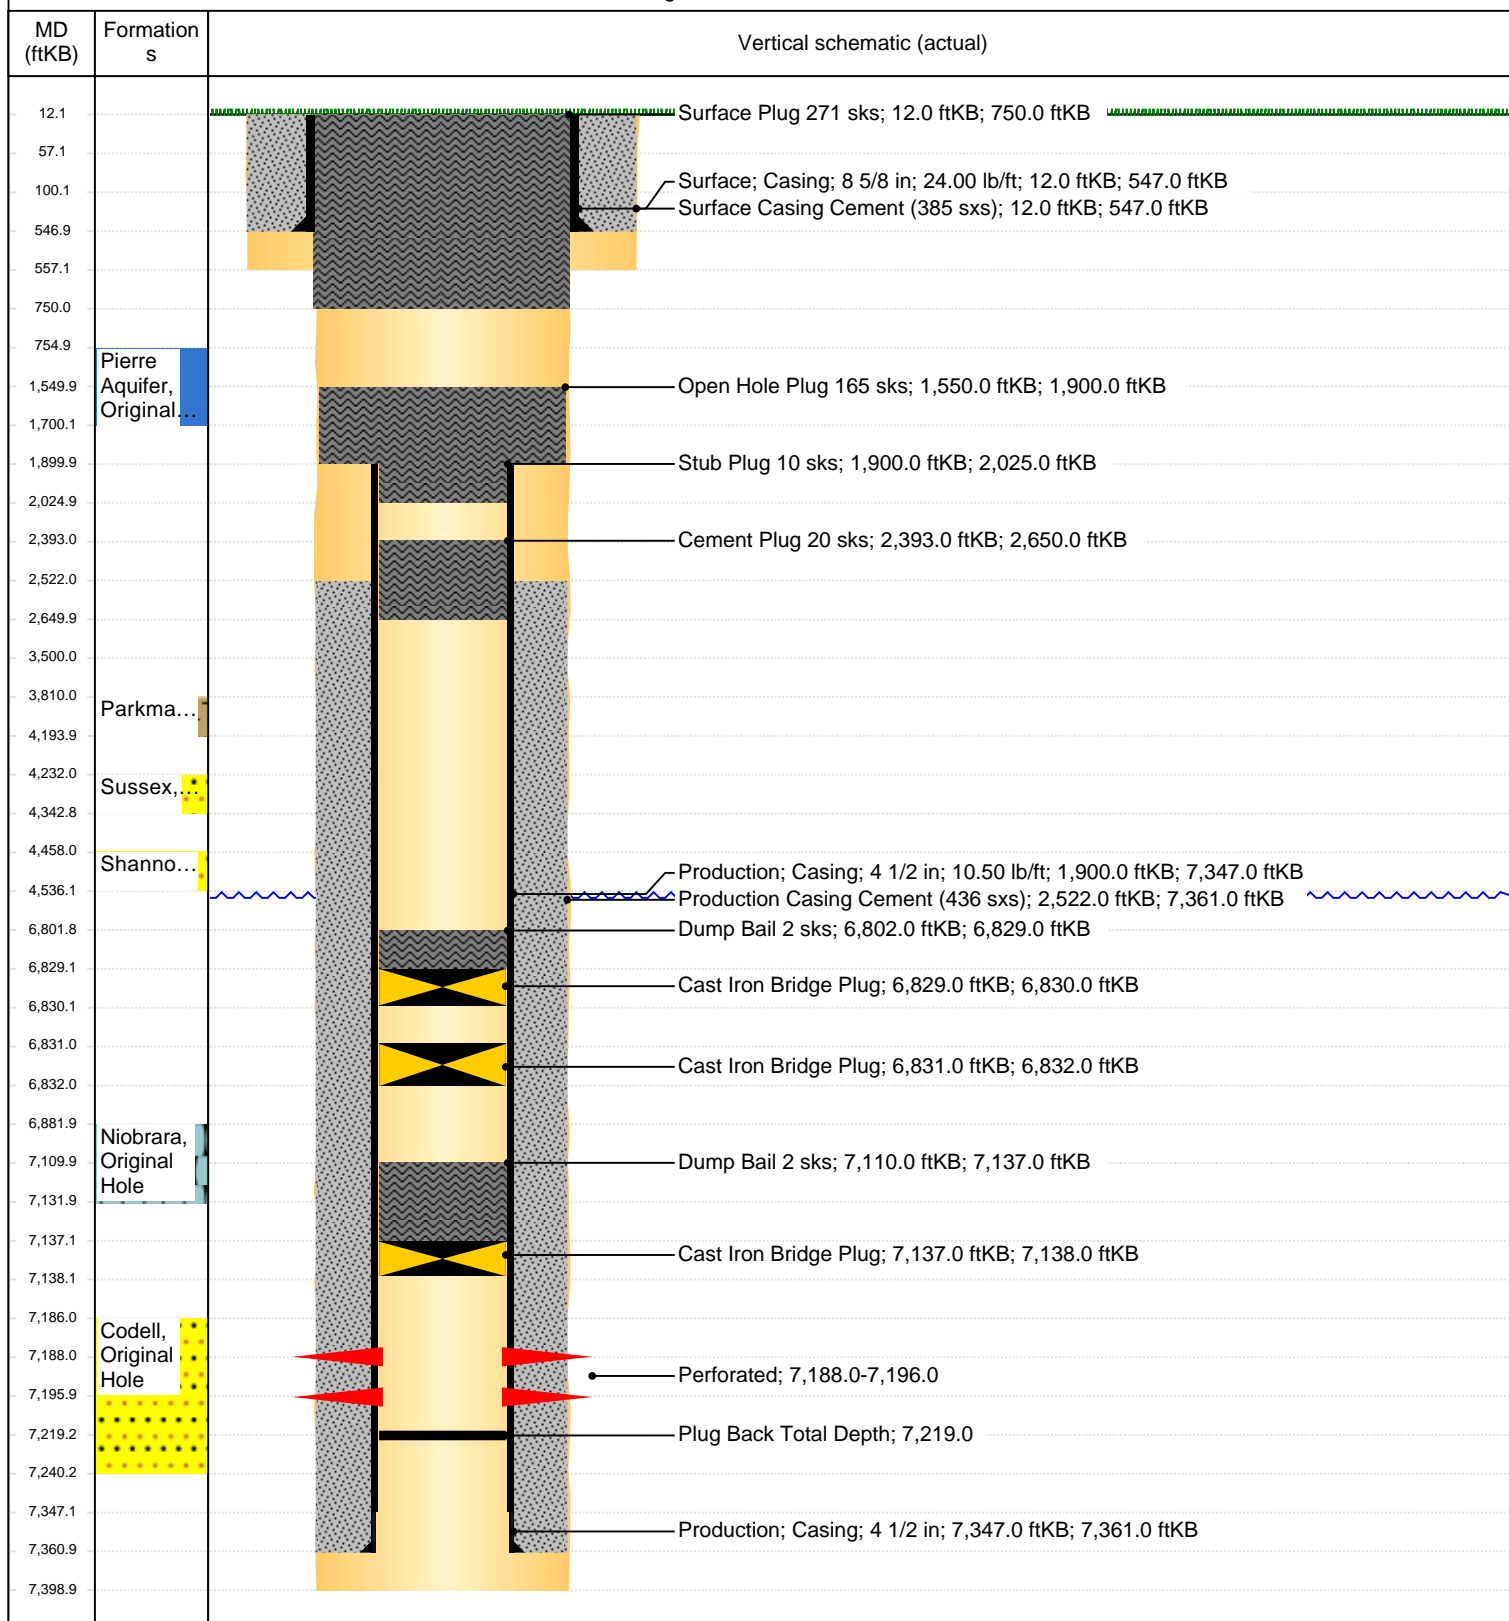 MD
(ftKB)
Formation
s
Vertical schematic (actual)
12.1
Surface Plug 271 sks; 12.0 ftKB; 750.0 ftKB
57.1
Surface; Casing; 8 5/8 in; 24.00 lb/ft; 12.0 ftKB; 547.0 ftKB
100.1
Surface Casing Cement (385 sxs); 12.0 ftKB; 547.0 ftKB
546.9
557.1
750.0
754.9
Pierre
Aquifer,
Original...
1,549.9
Open Hole Plug 165 sks; 1,550.0 ftKB; 1,900.0 ftKB
1,700.1
1,899.9
Stub Plug 10 sks; 1,900.0 ftKB; 2,025.0 ftKB
2,024.9
2,393.0
Cement Plug 20 sks; 2,393.0 ftKB; 2,650.0 ftKB
2,522.0
2,649.9
3,500.0
3,810.0
Parkma...
4,193.9
4,232.0
Sussex,...
4,342.8
4,458.0
Shanno...
Production; Casing; 4 1/2 in; 10.50 lb/ft; 1,900.0 ftKB; 7,347.0 ftKB
4,536.1
Production Casing Cement (436 sxs); 2,522.0 ftKB; 7,361.0 ftKB
6,801.8
Dump Bail 2 sks; 6,802.0 ftKB; 6,829.0 ftKB
6,829.1
Cast Iron Bridge Plug; 6,829.0 ftKB; 6,830.0 ftKB
6,830.1
6,831.0
Cast Iron Bridge Plug; 6,831.0 ftKB; 6,832.0 ftKB
6,832.0
6,881.9
Niobrara,
Original
Hole
7,109.9
Dump Bail 2 sks; 7,110.0 ftKB; 7,137.0 ftKB
7,131.9
7,137.1
Cast Iron Bridge Plug; 7,137.0 ftKB; 7,138.0 ftKB
7,138.1
7,186.0
Codell,
Original
Hole
7,188.0
Perforated; 7,188.0-7,196.0
7,195.9
7,219.2
Plug Back Total Depth; 7,219.0
7,240.2
7,347.1
Production; Casing; 4 1/2 in; 7,347.0 ftKB; 7,361.0 ftKB
7,360.9
7,398.9